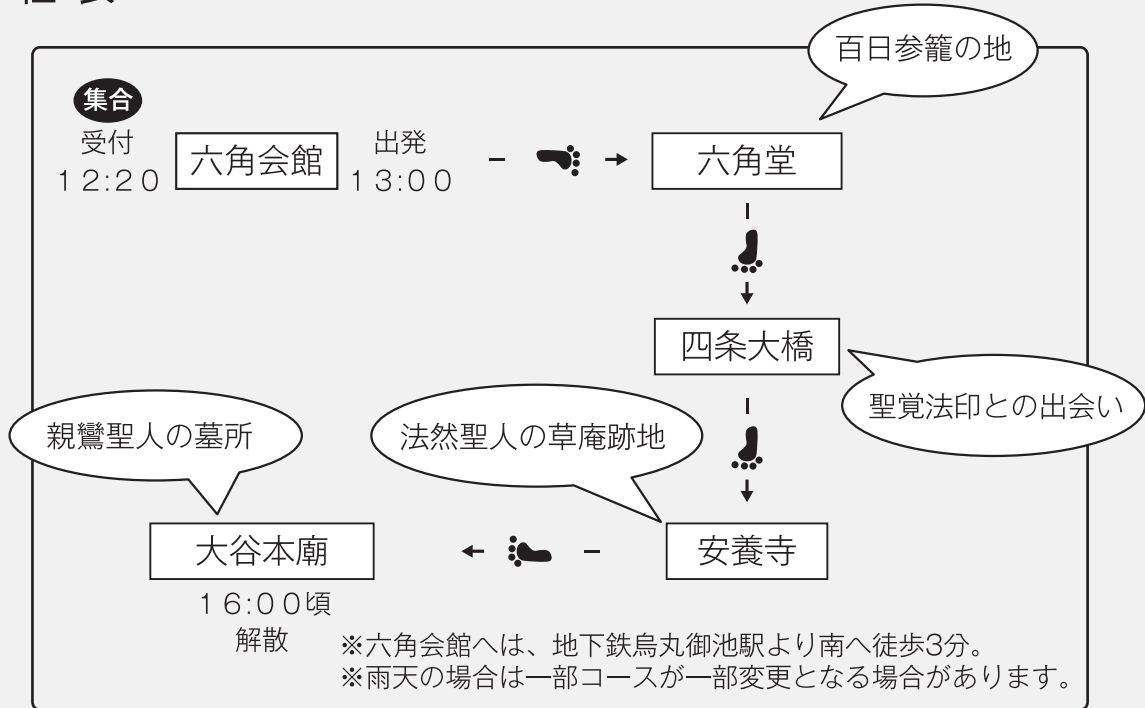 百日参籠の地
集合
受付
12:20
六角会館
出発
13:00
六角堂
四条大橋
聖覚法印との出会い
法然聖人の草庵跡地
安養寺
親鸞聖人の墓所
大谷本廟
16:00頃
解散
※六角会館へは、地下鉄烏丸御池駅より南へ徒歩3分。
※雨天の場合は一部コースが一部変更となる場合があります。